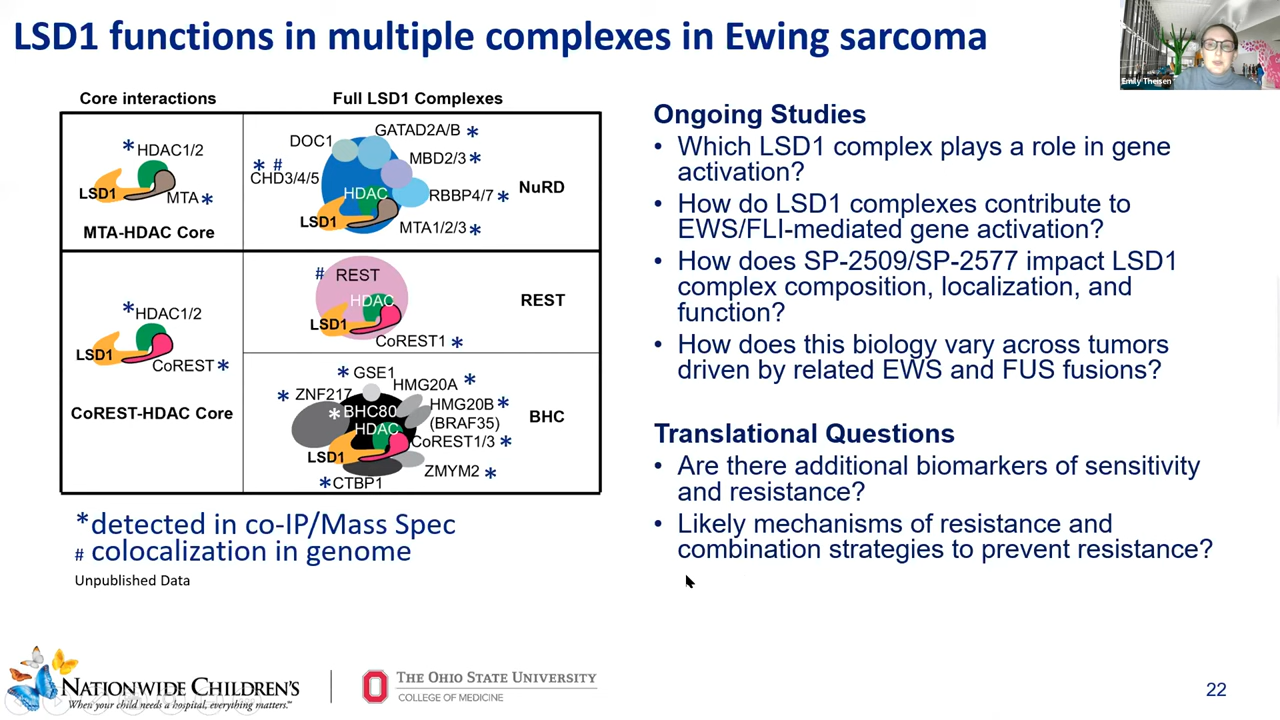 LSD1 functions in multiple complexes in Ewing sarcoma
Emily Theisen
Core interactions
Full LSD1 Complexes
*HDAC1/2
LSD1
MTA*
MTA-HDAC Core
DOC1
GATAD2A/B *
* #
CHD3/4/5
MBD2/3 *
HDAC
RBBP4/7 *
LSD1
MTA1/2/3 *
NuRD
*HDAC1/2
LSD1
CoREST *
CoREST-HDAC Core
# REST
HDAC
LSD1
CoREST1 *
REST
* GSE1
HMG20A *
* ZNF217
*BHC80
HMG20B *
(BRAF35)
HDAC
CoREST1/3 *
LSD1
ZMYM2 *
*CTBP1
BHC
*detected in co-IP/Mass Spec
# colocalization in genome
Unpublished Data
Ongoing Studies
• Which LSD1 complex plays a role in gene
activation?
• How do LSD1 complexes contribute to
EWS/FLI-mediated gene activation?
• How does SP-2509/SP-2577 impact LSD1
complex composition, localization, and
function?
• How does this biology vary across tumors
driven by related EWS and FUS fusions?
Translational Questions
• Are there additional biomarkers of sensitivity
and resistance?
• Likely mechanisms of resistance and
combination strategies to prevent resistance?
NATIONWIDE CHILDREN'S
When your child needs a hospital, everything matters.™
THE OHIO STATE UNIVERSITY
COLLEGE OF MEDICINE
22